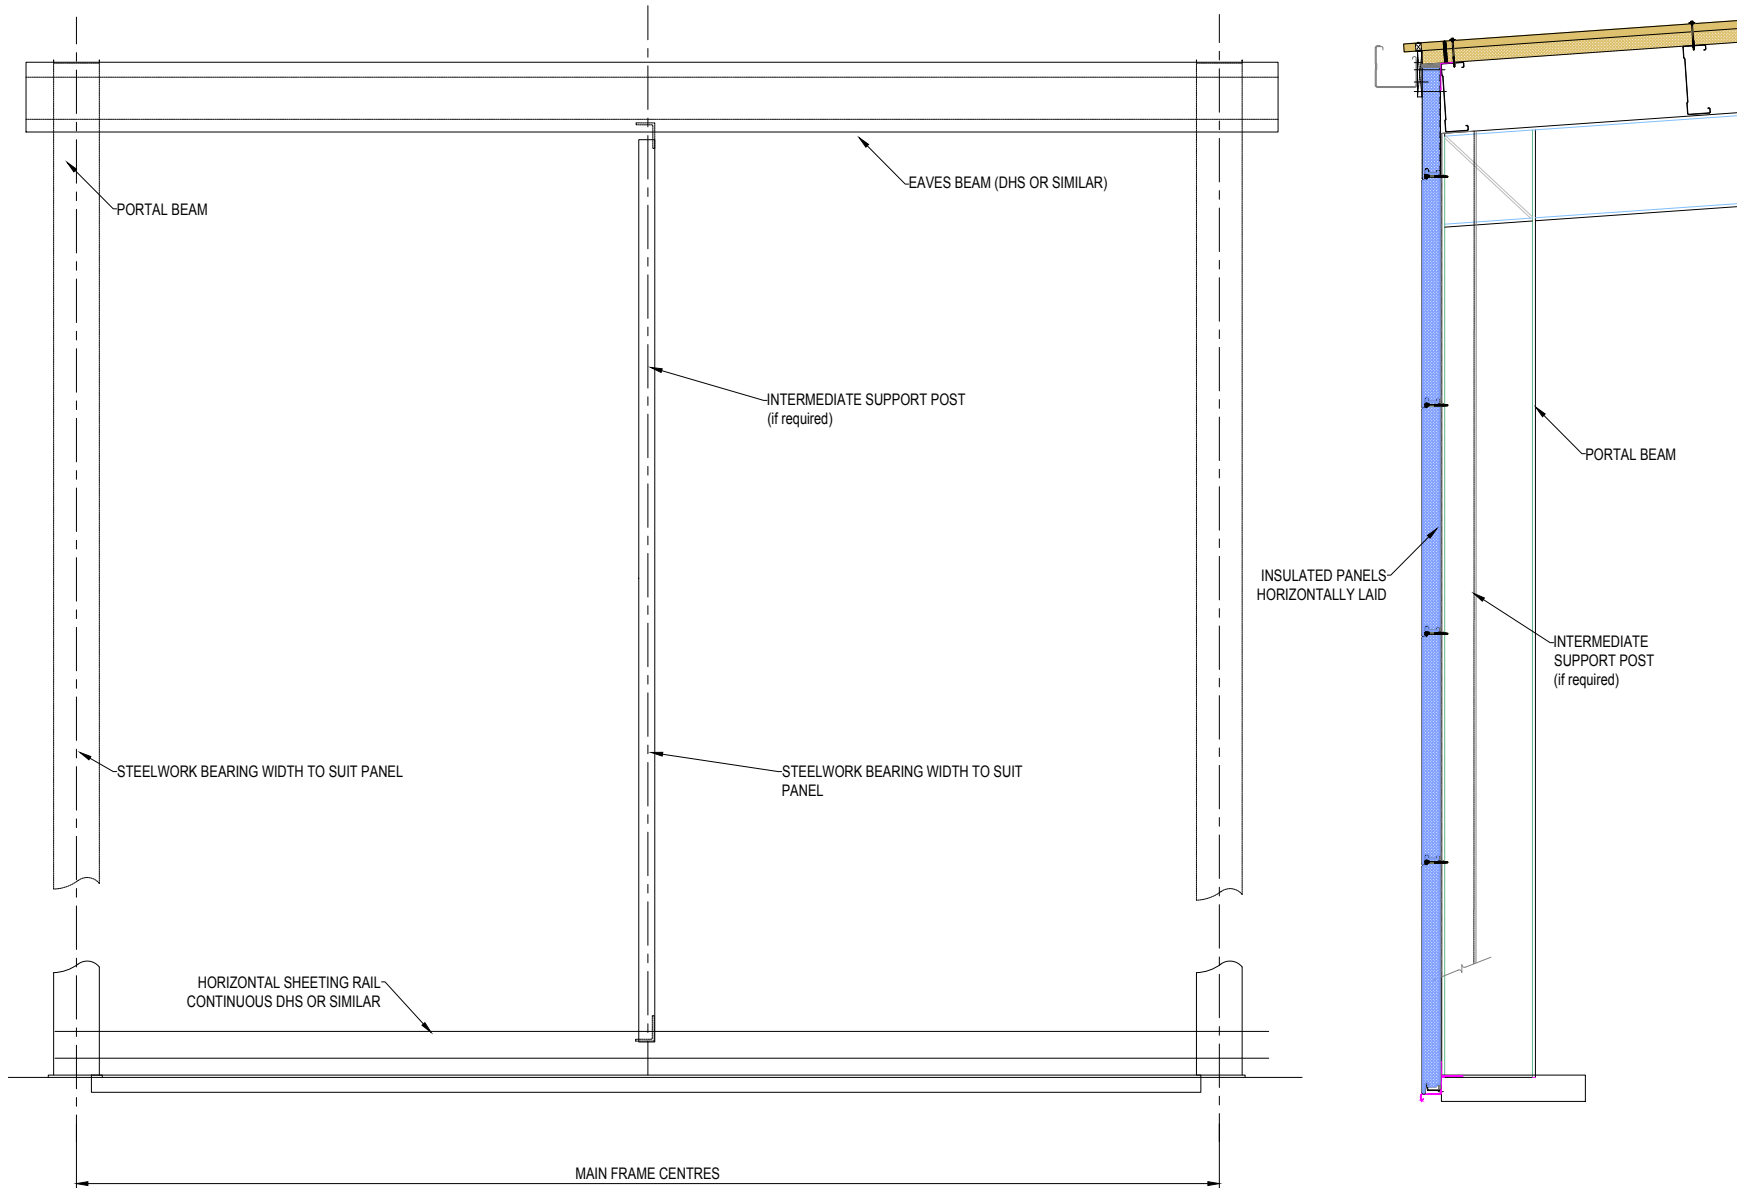 EAVES BEAM (DHS OR SIMILAR)
PORTAL BEAM
INTERMEDIATE SUPPORT POST
(if required)
STEELWORK BEARING WIDTH TO SUIT PANEL
STEELWORK BEARING WIDTH TO SUIT
PANEL
HORIZONTAL SHEETING RAIL
CONTINUOUS DHS OR SIMILAR
MAIN FRAME CENTRES
PORTAL BEAM
INSULATED PANELS
HORIZONTALLY LAID
INTERMEDIATE
SUPPORT POST
(if required)